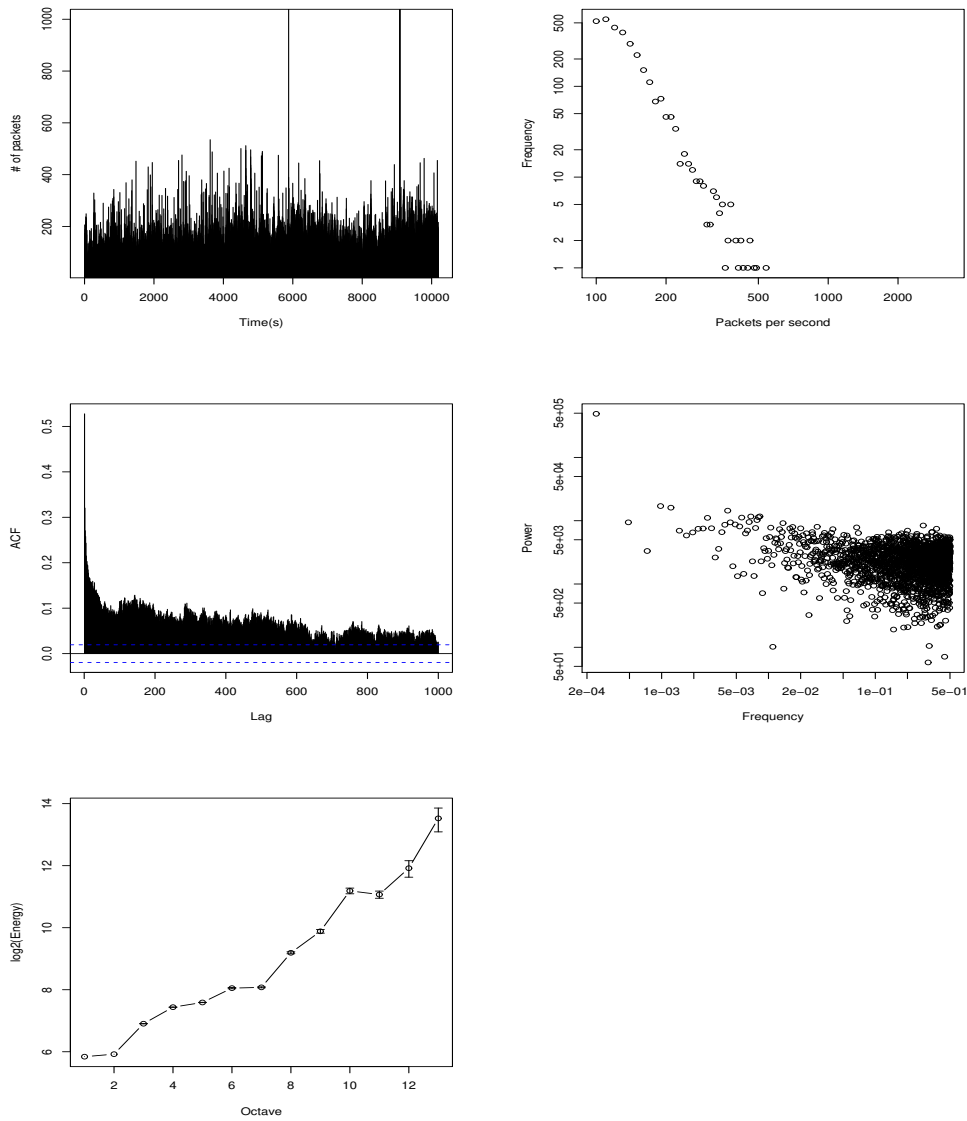 # of packets
200 400 600 800 1000
0 2000 4000 6000 8000 10000
Time(s)
Frequency
1 2 5 10 20 50 100 200 500
100 200 500 1000 2000
Packets per second
ACF
0.0 0.1 0.2 0.3 0.4 0.5
0 200 400 600 800 1000
Lag
Power
5e+01 5e+02 5e+03 5e+04 5e+05
2e−04 1e−03 5e−03 2e−02 1e−01 5e−01
Frequency
log2(Energy)
6 8 10 12 14
2 4 6 8 10 12
Octave